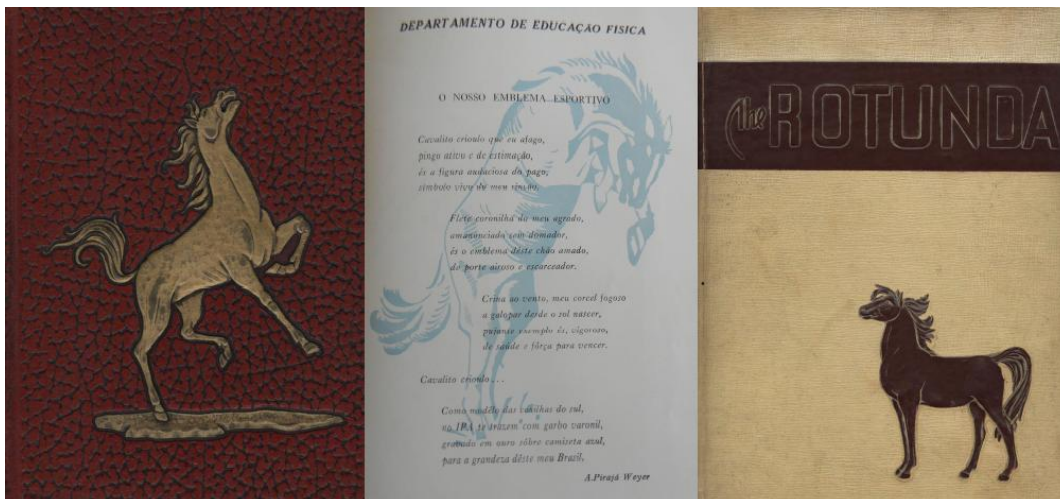 DEPARTAMENTO DE EDUCAÇÃO FISICA
O NOSSO EMBLEMA ESPORTIVO
Cavalito crioulo que eu afago,
pingo ativo e de estimação,
és a figura audaciosa do pago,
símbolo vivo do meu rincão.
Flete coronilha do meu agrado,
amanonciado sem domador,
és o emblema dêste chão amado,
do porte airoso e escarceador.
Crina ao vento, meu corcel fogoso
a galopar desde o sol nascer,
pujante exemplo és, vigoroso,
de saúde e fôrça para vencer.
Cavalito crioulo...
Como modêlo das coxilhas do sul,
no IPA te trazem com garbo varonil,
gravado em ouro sôbre camiseta azul,
para a grandeza dêste meu Brasil.
A.Pirajá Weyer
the ROTUNDA